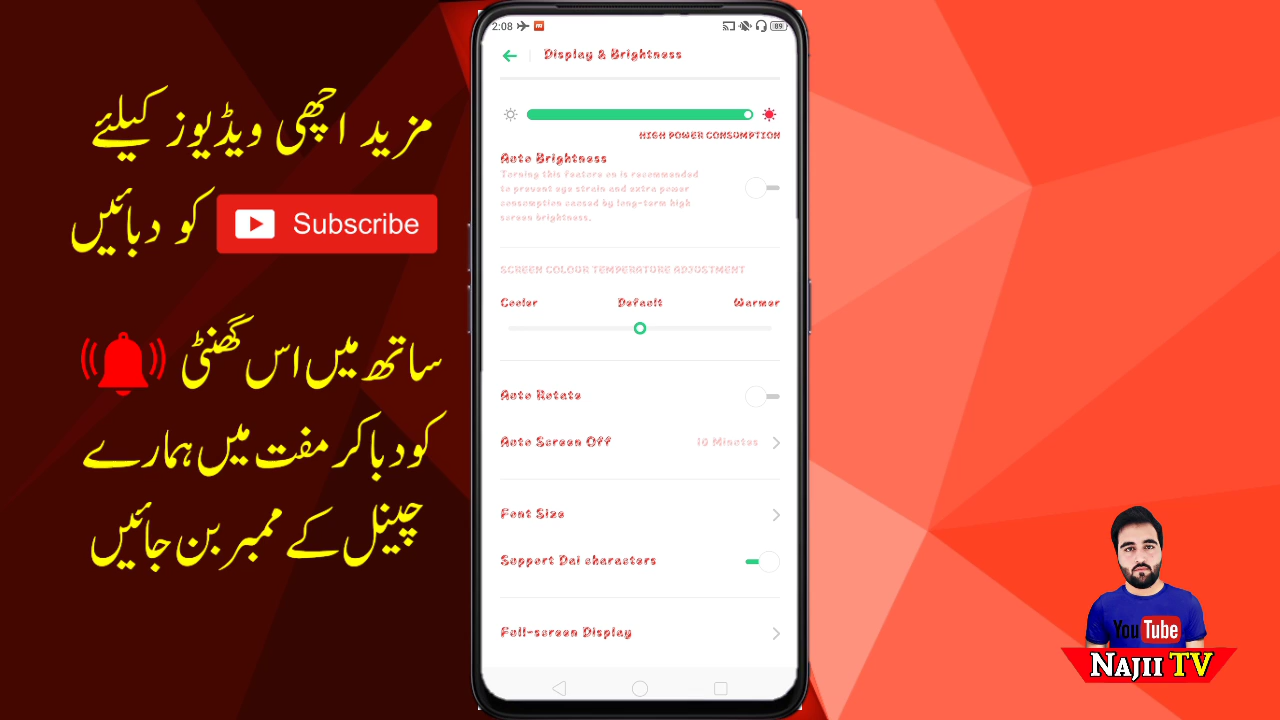 مزید اچھی ویڈیوز کیلئے
کو دبائیں Subscribe
ساتھ میں اس گھنٹی
کو دبا کر مفت میں ہمارے
چینل کے ممبر بن جائیں
2:08
89
Display & Brightness
HIGH POWER CONSUMPTION
Auto Brightness
Turning this feature on is recommended
to prevent eye strain and extra power
consumption caused by long-term high
screen brightness.
SCREEN COLOUR TEMPERATURE ADJUSTMENT
Cooler Default Warmer
Auto Rotate
Auto Screen Off 10 Minutes
Font Size
Support Dai characters
Full-screen Display
YouTube
NAJII TV